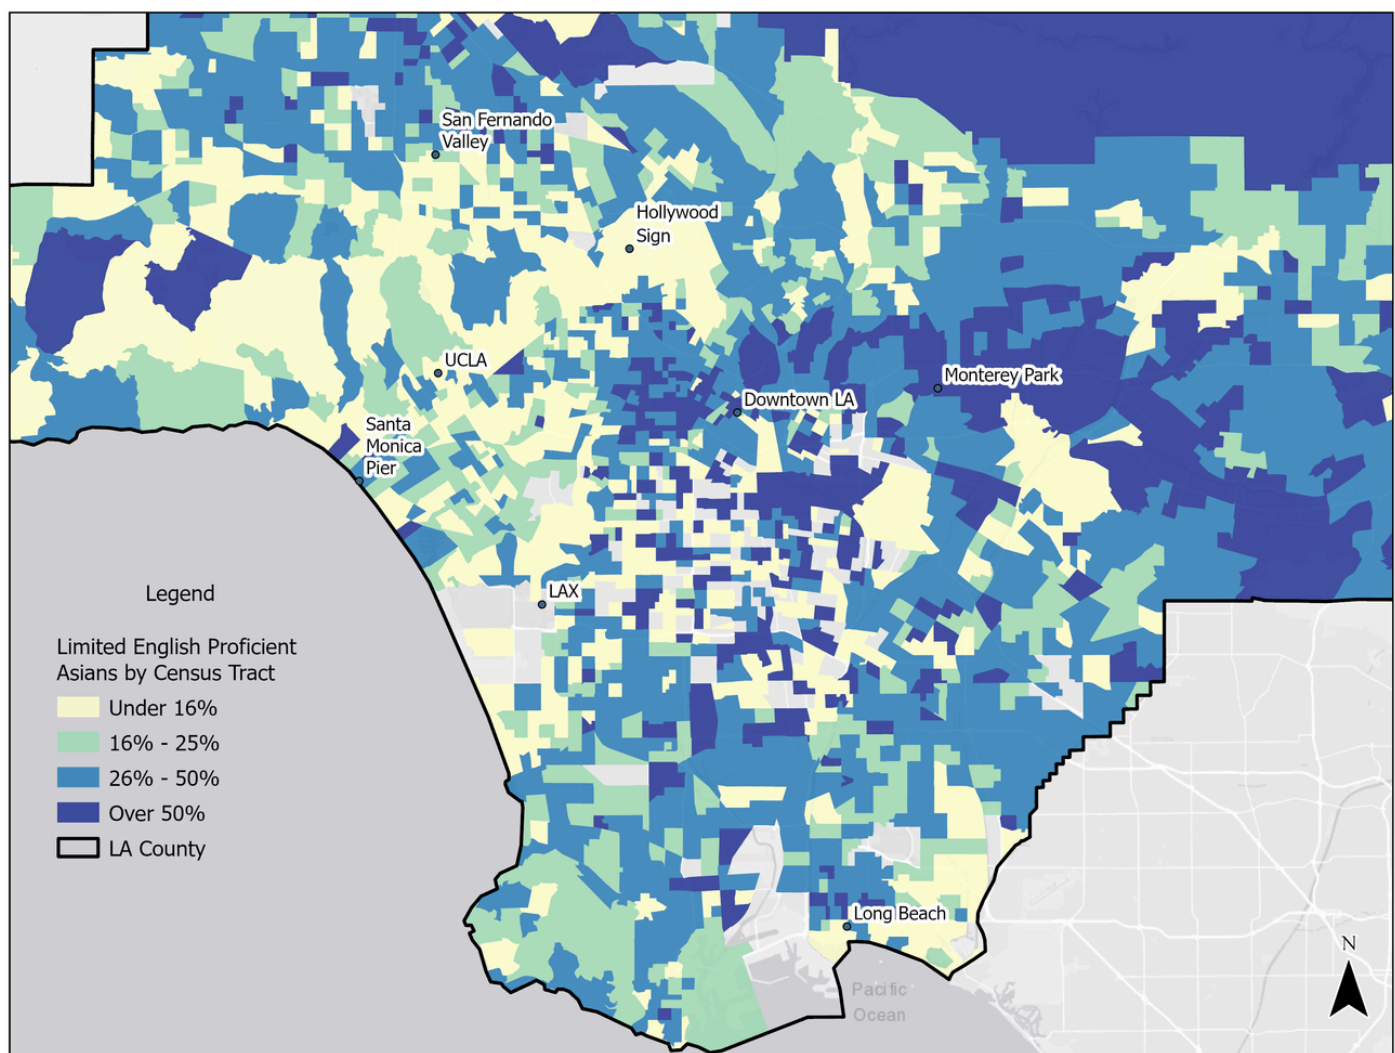 San Fernando
Valley
Hollywood
Sign
UCLA
Monterey Park
Downtown LA
Santa
Monica
Pier
LAX
Legend
Limited English Proficient
Asians by Census Tract
Under 16%
16% - 25%
26% - 50%
Over 50%
LA County
Long Beach
N
Pacific
Ocean